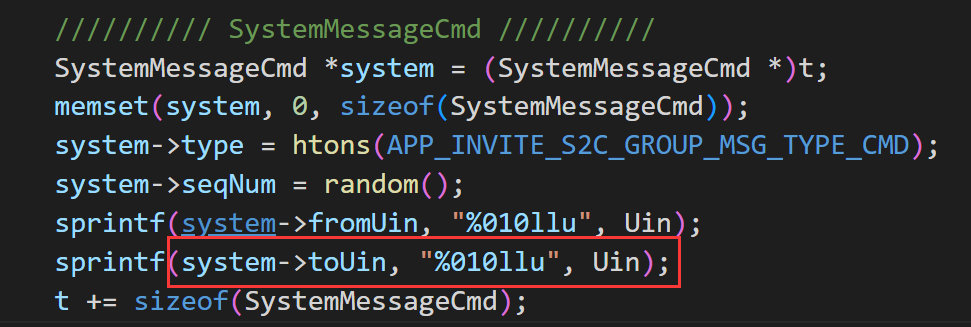 ////////// SystemMessageCmd //////////
SystemMessageCmd *system = (SystemMessageCmd *)t;
memset(system, 0, sizeof(SystemMessageCmd));
system->type = htons(APP_INVITE_S2C_GROUP_MSG_TYPE_CMD);
system->seqNum = random();
sprintf(system->fromUin, "%010llu", Uin);
sprintf(system->toUin, "%010llu", Uin);
t += sizeof(SystemMessageCmd);